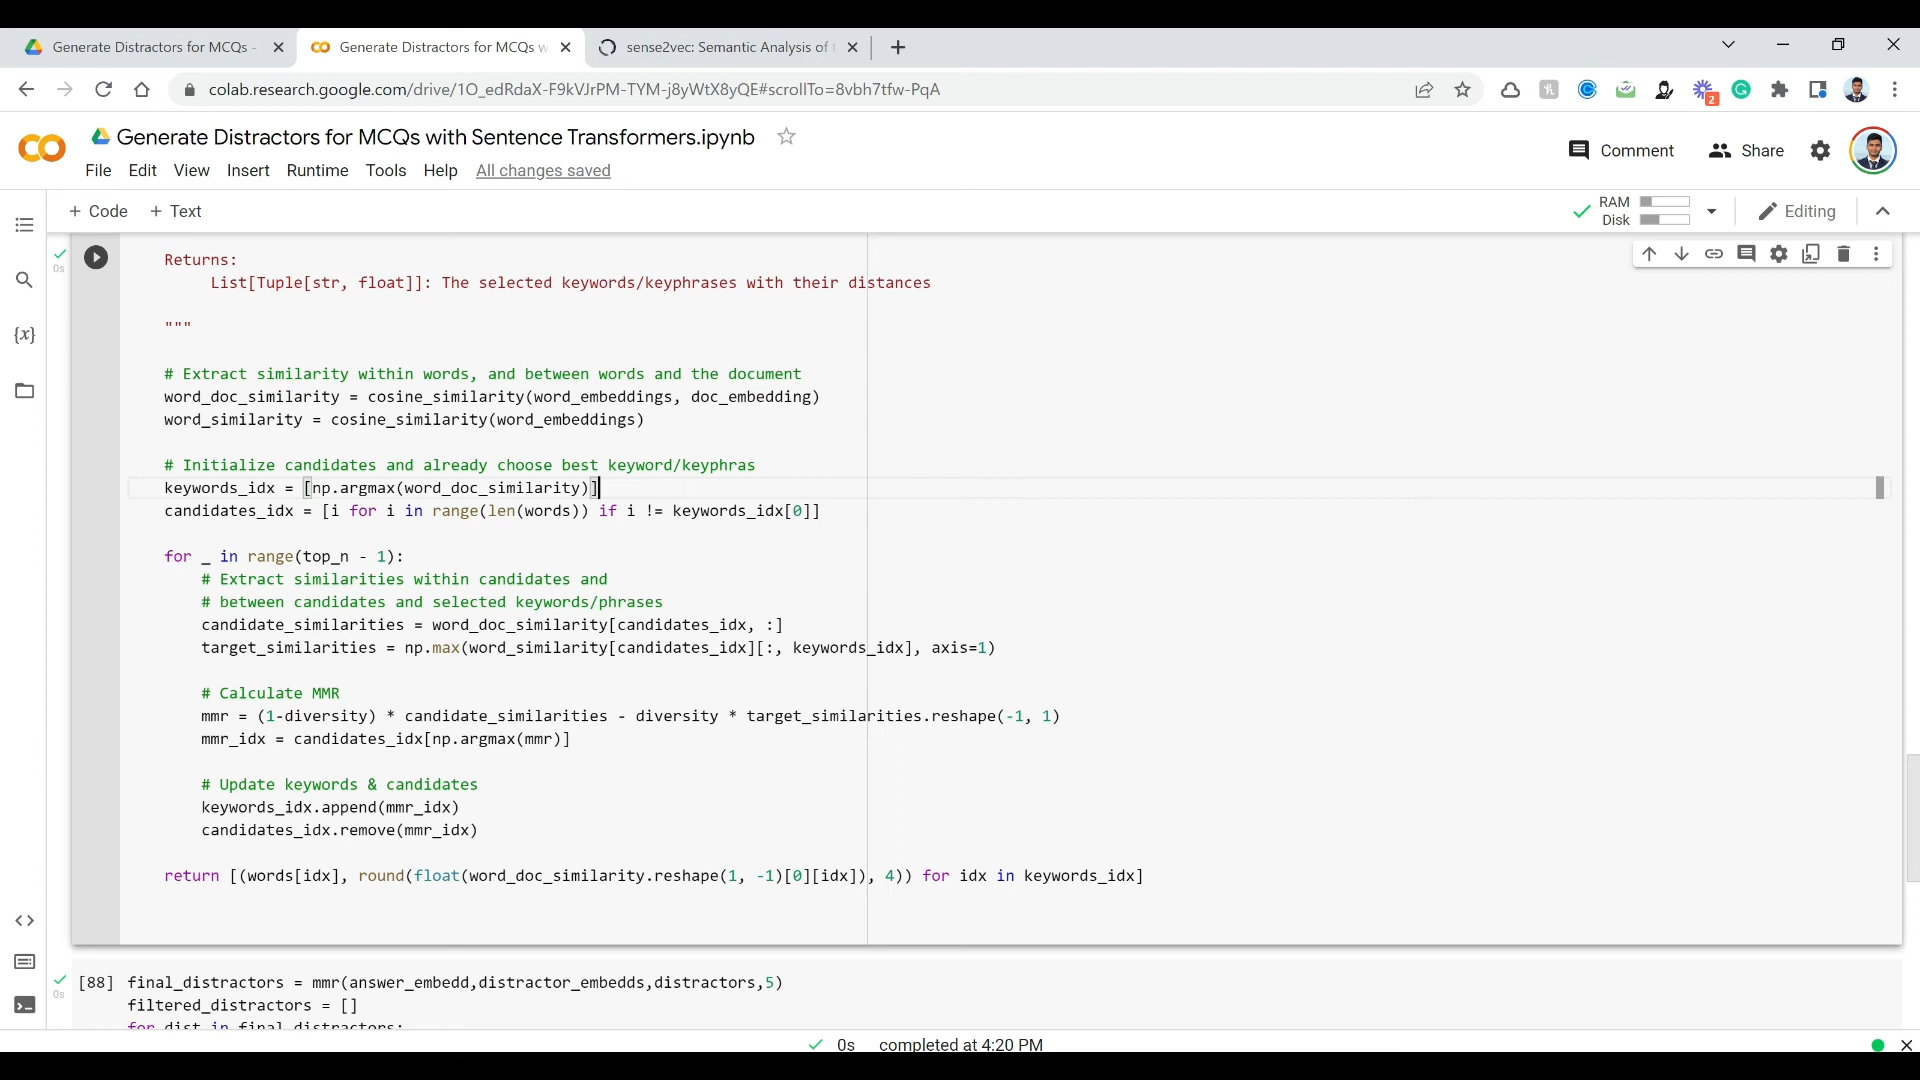 Generate Distractors for MCQs -
Generate Distractors for MCQs w
sense2vec: Semantic Analysis of t
colab.research.google.com/drive/1O_edRdaX-F9kVJrPM-TYM-j8yWtX8yQE#scrollTo=8vbh7tfw-PqA
2
Generate Distractors for MCQs with Sentence Transformers.ipynb
Comment
Share
File Edit View Insert Runtime Tools Help All changes saved
+ Code + Text
RAM
Disk
Editing
0s
Returns:
List[Tuple[str, float]]: The selected keywords/keyphrases with their distances
"""
# Extract similarity within words, and between words and the document
word_doc_similarity = cosine_similarity(word_embeddings, doc_embedding)
word_similarity = cosine_similarity(word_embeddings)
# Initialize candidates and already choose best keyword/keyphras
keywords_idx = [np.argmax(word_doc_similarity)]
candidates_idx = [i for i in range(len(words)) if i != keywords_idx[0]]
for _ in range(top_n - 1):
# Extract similarities within candidates and
# between candidates and selected keywords/phrases
candidate_similarities = word_doc_similarity[candidates_idx, :]
target_similarities = np.max(word_similarity[candidates_idx][:, keywords_idx], axis=1)
# Calculate MMR
mmr = (1-diversity) * candidate_similarities - diversity * target_similarities.reshape(-1, 1)
mmr_idx = candidates_idx[np.argmax(mmr)]
# Update keywords & candidates
keywords_idx.append(mmr_idx)
candidates_idx.remove(mmr_idx)
return [(words[idx], round(float(word_doc_similarity.reshape(1, -1)[0][idx]), 4)) for idx in keywords_idx]
0s
[88] final_distractors = mmr(answer_embedd,distractor_embedds,distractors,5)
filtered_distractors = []
for dist in final_distractors:
0s completed at 4:20 PM